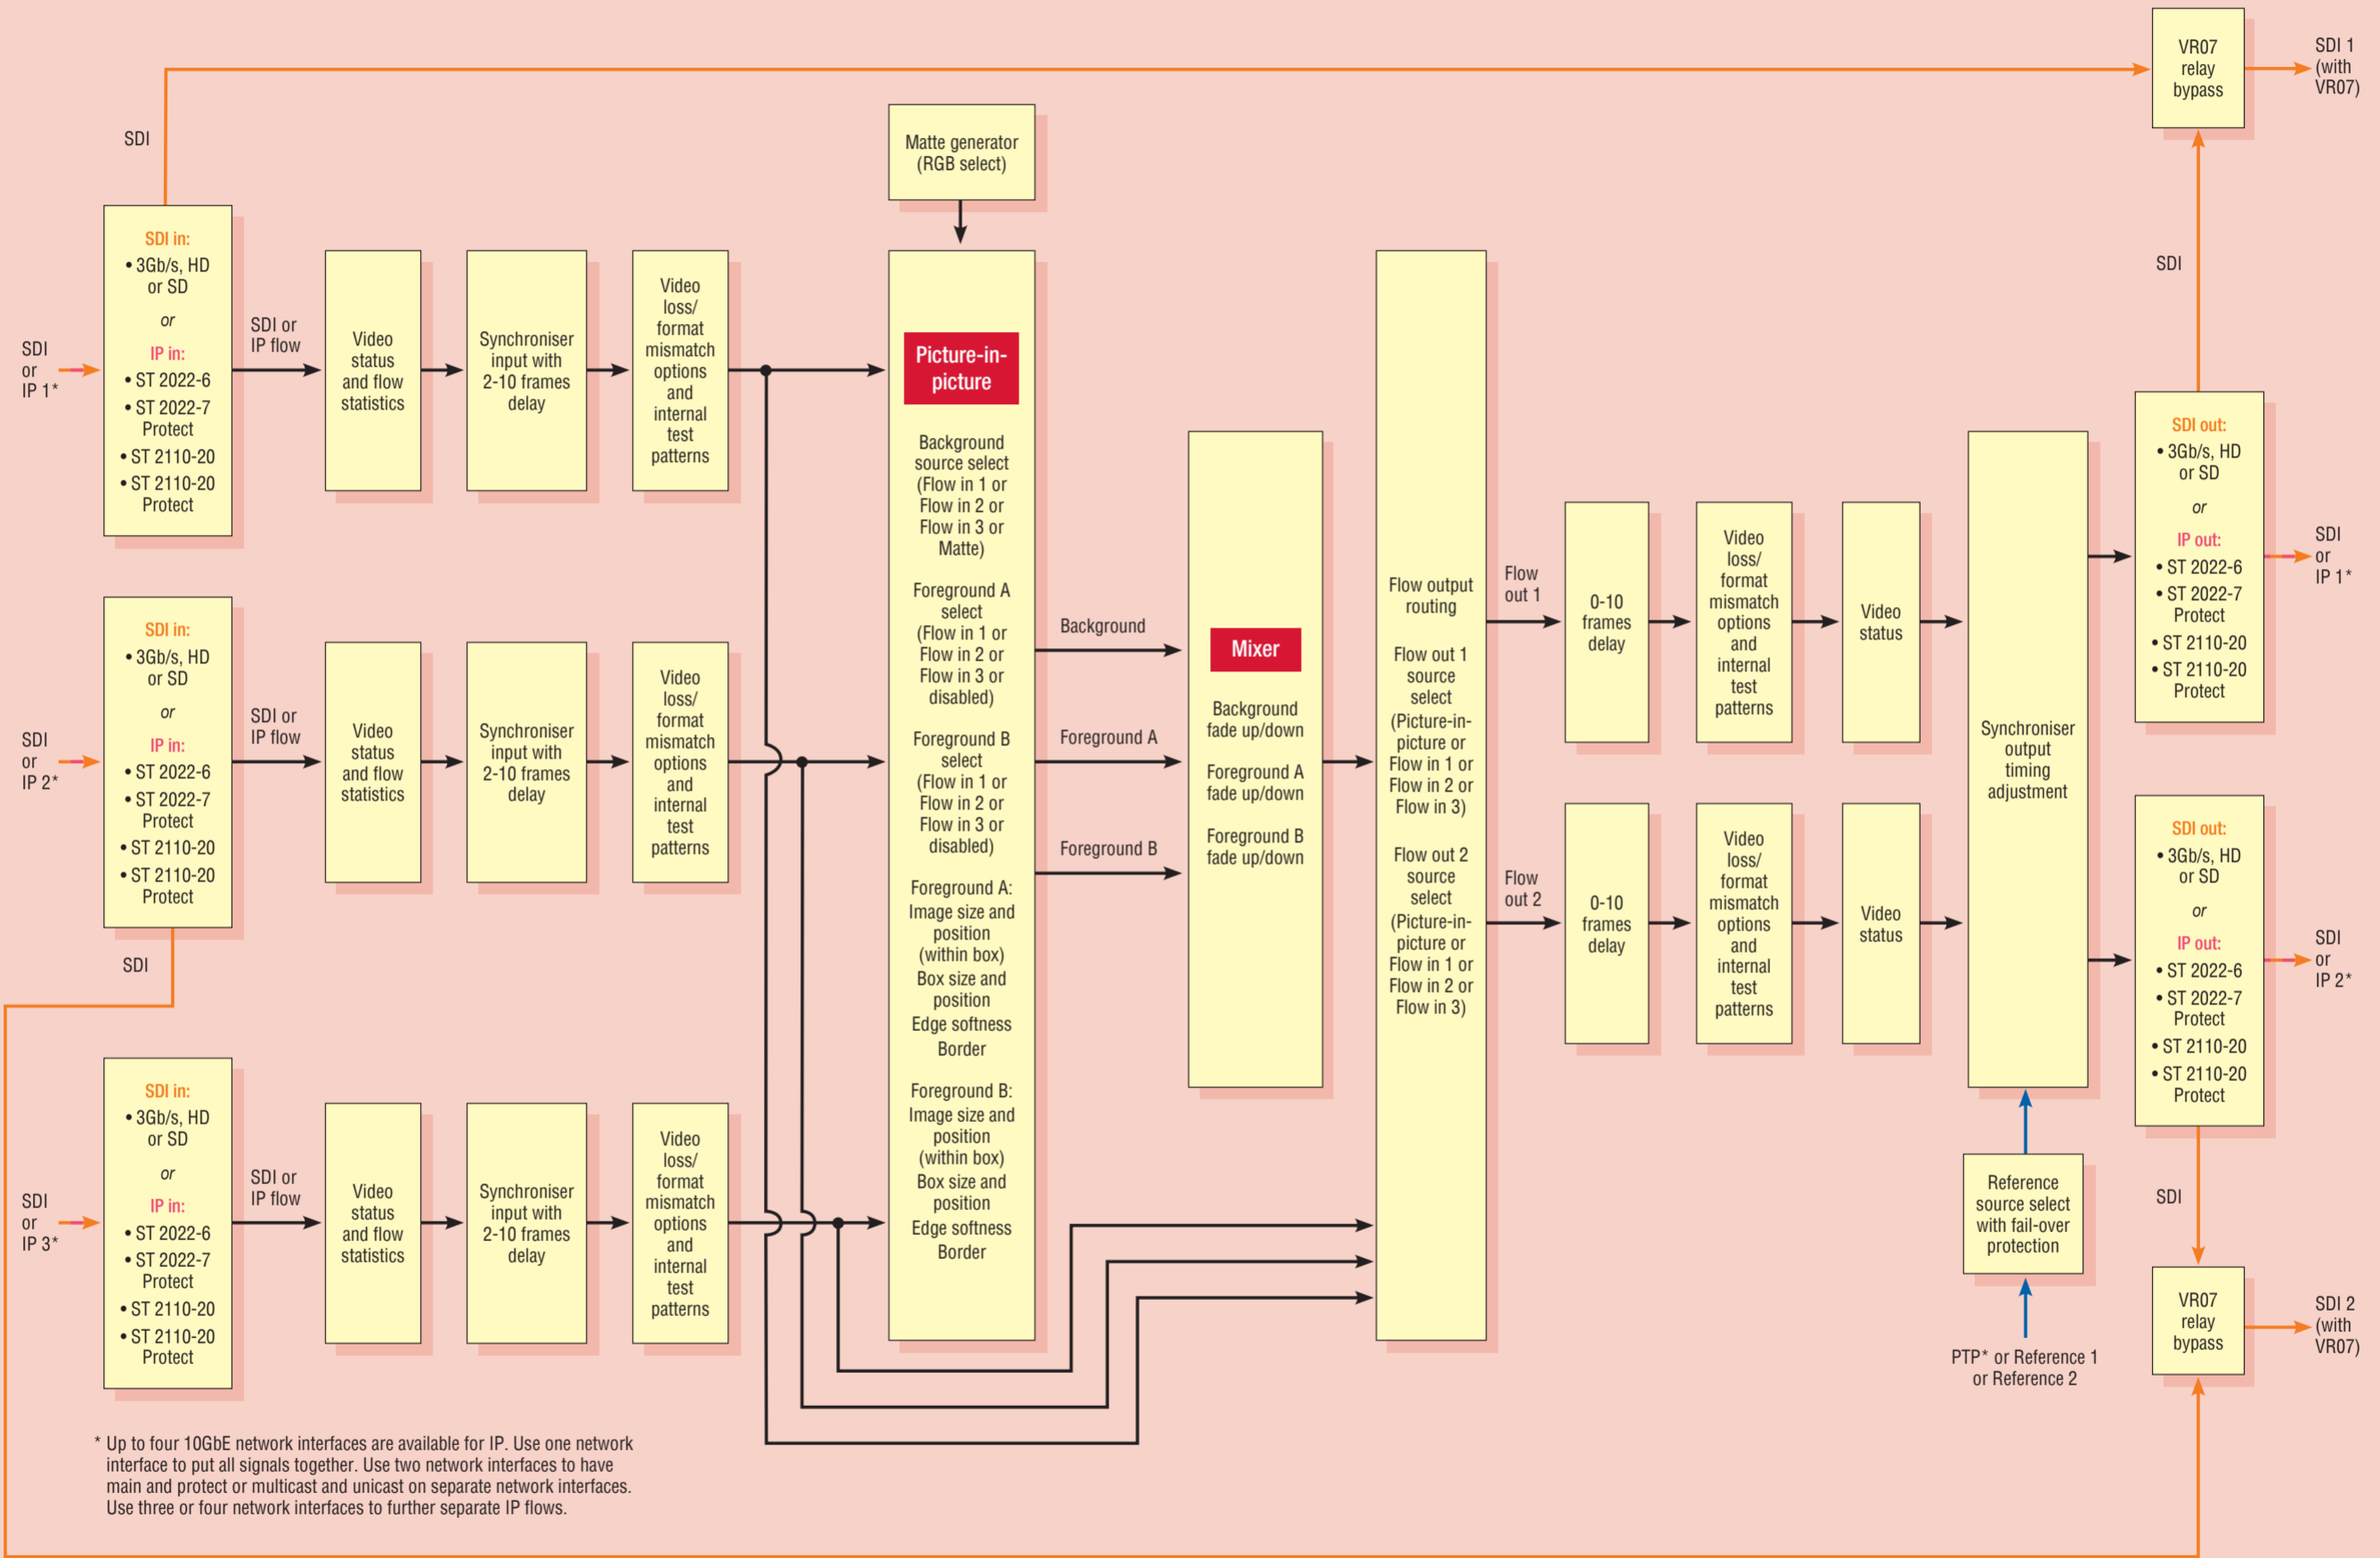 VR07
relay
bypass
SDI 1
(with
VR07)
SDI
Matte generator
(RGB select)
SDI
SDI
or
IP 1*
SDI in:
• 3Gb/s, HD
or SD
or
IP in:
• ST 2022-6
• ST 2022-7
Protect
• ST 2110-20
• ST 2110-20
Protect
SDI or
IP flow
Video
status
and flow
statistics
Synchroniser
input with
2-10 frames
delay
Video
loss/
format
mismatch
options
and
internal
test
patterns
SDI
or
IP 2*
SDI in:
• 3Gb/s, HD
or SD
or
IP in:
• ST 2022-6
• ST 2022-7
Protect
• ST 2110-20
• ST 2110-20
Protect
SDI or
IP flow
Video
status
and flow
statistics
Synchroniser
input with
2-10 frames
delay
Video
loss/
format
mismatch
options
and
internal
test
patterns
SDI
SDI
or
IP 3*
SDI in:
• 3Gb/s, HD
or SD
or
IP in:
• ST 2022-6
• ST 2022-7
Protect
• ST 2110-20
• ST 2110-20
Protect
SDI or
IP flow
Video
status
and flow
statistics
Synchroniser
input with
2-10 frames
delay
Video
loss/
format
mismatch
options
and
internal
test
patterns
Picture-in-
picture
Background
source select
(Flow in 1 or
Flow in 2 or
Flow in 3 or
Matte)
Foreground A
select
(Flow in 1 or
Flow in 2 or
Flow in 3 or
disabled)
Foreground B
select
(Flow in 1 or
Flow in 2 or
Flow in 3 or
disabled)
Foreground A:
Image size and
position
(within box)
Box size and
position
Edge softness
Border
Foreground B:
Image size and
position
(within box)
Box size and
position
Edge softness
Border
Background
Foreground A
Foreground B
Mixer
Background
fade up/down
Foreground A
fade up/down
Foreground B
fade up/down
Flow output
routing
Flow out 1
source
select
(Picture-in-
picture or
Flow in 1 or
Flow in 2 or
Flow in 3)
Flow out 2
source
select
(Picture-in-
picture or
Flow in 1 or
Flow in 2 or
Flow in 3)
Flow
out 1
0-10
frames
delay
Video
loss/
format
mismatch
options
and
internal
test
patterns
Video
status
Flow
out 2
0-10
frames
delay
Video
loss/
format
mismatch
options
and
internal
test
patterns
Video
status
Synchroniser
output
timing
adjustment
Reference
source select
with fail-over
protection
PTP* or Reference 1
or Reference 2
SDI out:
• 3Gb/s, HD
or SD
or
IP out:
• ST 2022-6
• ST 2022-7
Protect
• ST 2110-20
• ST 2110-20
Protect
SDI
or
IP 1*
SDI out:
• 3Gb/s, HD
or SD
or
IP out:
• ST 2022-6
• ST 2022-7
Protect
• ST 2110-20
• ST 2110-20
Protect
SDI
or
IP 2*
SDI
VR07
relay
bypass
SDI 2
(with
VR07)
* Up to four 10GbE network interfaces are available for IP. Use one network
interface to put all signals together. Use two network interfaces to have
main and protect or multicast and unicast on separate network interfaces.
Use three or four network interfaces to further separate IP flows.